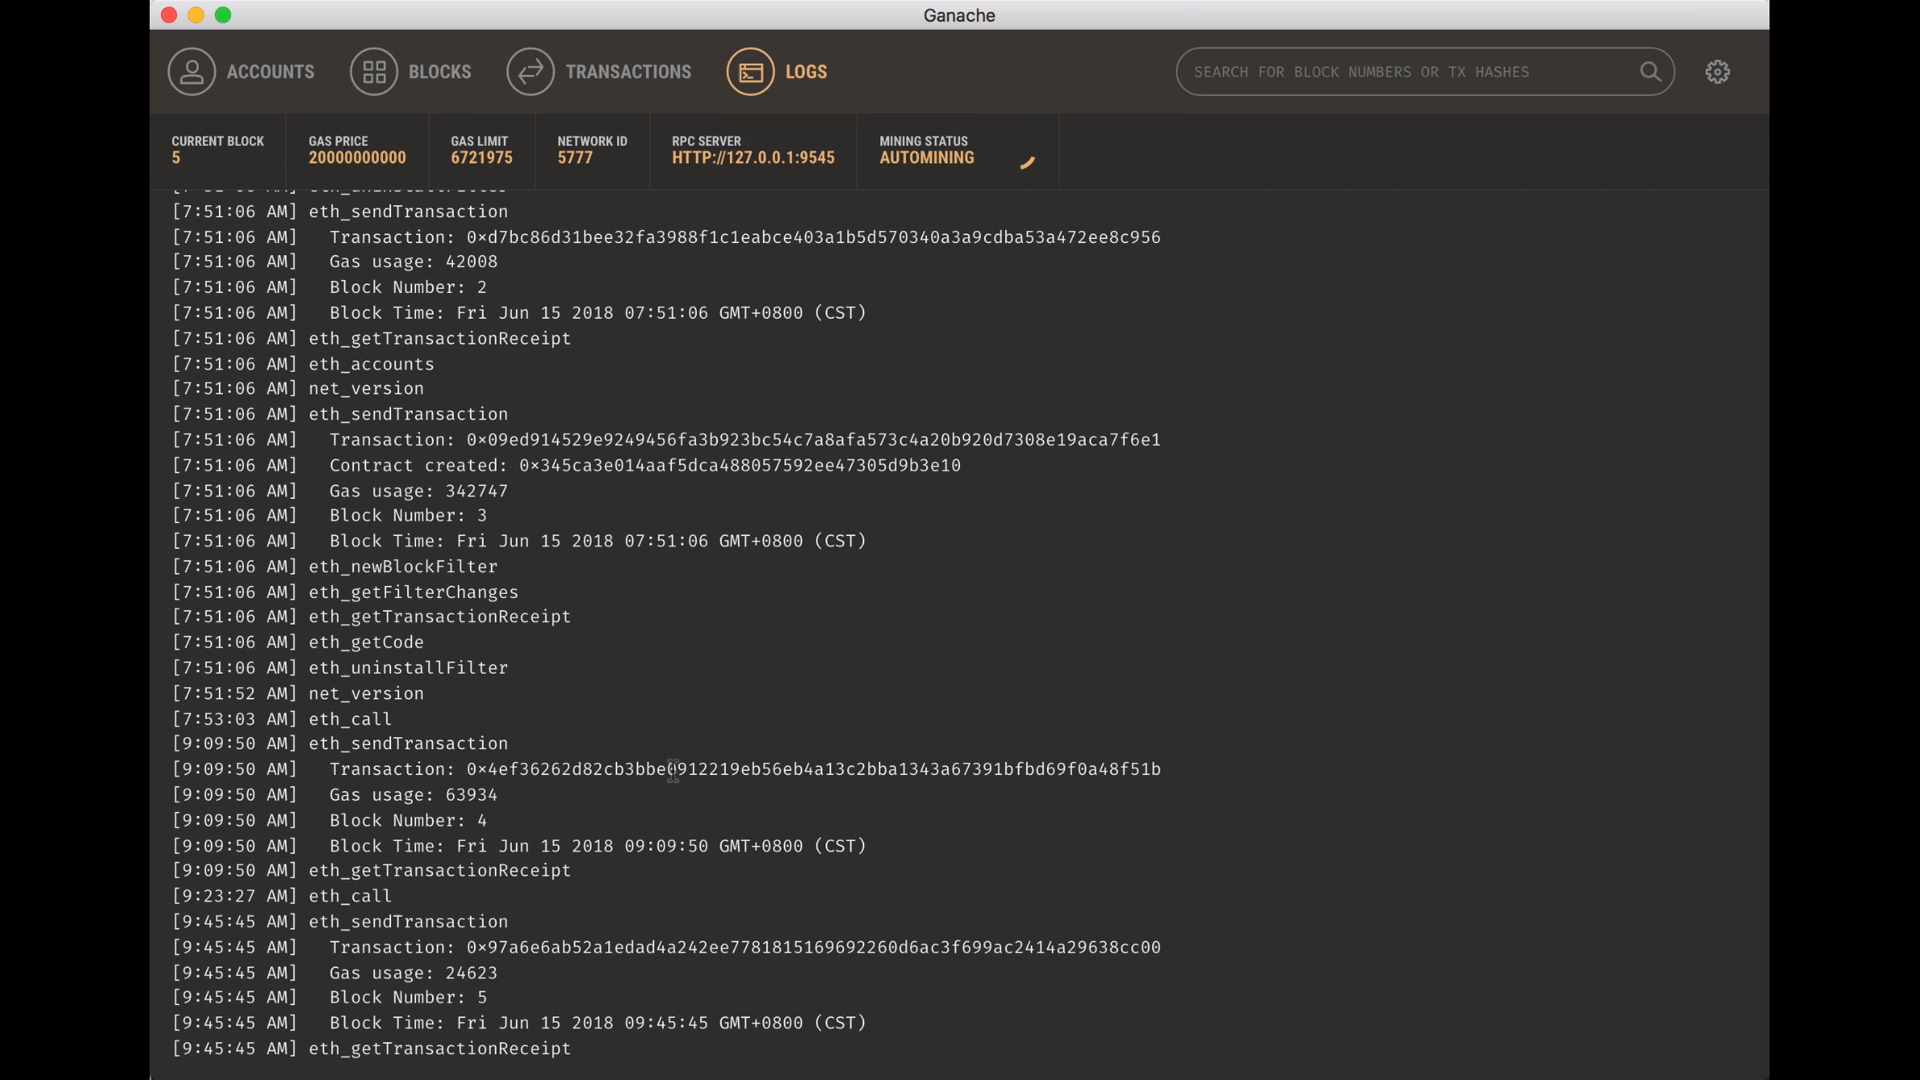 Ganache
ACCOUNTS BLOCKS TRANSACTIONS LOGS SEARCH FOR BLOCK NUMBERS OR TX HASHES
CURRENT BLOCK GAS PRICE GAS LIMIT NETWORK ID RPC SERVER MINING STATUS
5 20000000000 6721975 5777 HTTP://127.0.0.1:9545 AUTOMINING
[7:51:06 AM] eth_uninstallFilter
[7:51:06 AM] eth_sendTransaction
[7:51:06 AM]   Transaction: 0xd7bc86d31bee32fa3988f1c1eabce403a1b5d570340a3a9cdba53a472ee8c956
[7:51:06 AM]   Gas usage: 42008
[7:51:06 AM]   Block Number: 2
[7:51:06 AM]   Block Time: Fri Jun 15 2018 07:51:06 GMT+0800 (CST)
[7:51:06 AM] eth_getTransactionReceipt
[7:51:06 AM] eth_accounts
[7:51:06 AM] net_version
[7:51:06 AM] eth_sendTransaction
[7:51:06 AM]   Transaction: 0x09ed914529e9249456fa3b923bc54c7a8afa573c4a20b920d7308e19aca7f6e1
[7:51:06 AM]   Contract created: 0x345ca3e014aaf5dca488057592ee47305d9b3e10
[7:51:06 AM]   Gas usage: 342747
[7:51:06 AM]   Block Number: 3
[7:51:06 AM]   Block Time: Fri Jun 15 2018 07:51:06 GMT+0800 (CST)
[7:51:06 AM] eth_newBlockFilter
[7:51:06 AM] eth_getFilterChanges
[7:51:06 AM] eth_getTransactionReceipt
[7:51:06 AM] eth_getCode
[7:51:06 AM] eth_uninstallFilter
[7:51:52 AM] net_version
[7:53:03 AM] eth_call
[9:09:50 AM] eth_sendTransaction
[9:09:50 AM]   Transaction: 0x4ef36262d82cb3bbe0912219eb56eb4a13c2bba1343a67391bfbd69f0a48f51b
[9:09:50 AM]   Gas usage: 63934
[9:09:50 AM]   Block Number: 4
[9:09:50 AM]   Block Time: Fri Jun 15 2018 09:09:50 GMT+0800 (CST)
[9:09:50 AM] eth_getTransactionReceipt
[9:23:27 AM] eth_call
[9:45:45 AM] eth_sendTransaction
[9:45:45 AM]   Transaction: 0x97a6e6ab52a1edad4a242ee7781815169692260d6ac3f699ac2414a29638cc00
[9:45:45 AM]   Gas usage: 24623
[9:45:45 AM]   Block Number: 5
[9:45:45 AM]   Block Time: Fri Jun 15 2018 09:45:45 GMT+0800 (CST)
[9:45:45 AM] eth_getTransactionReceipt